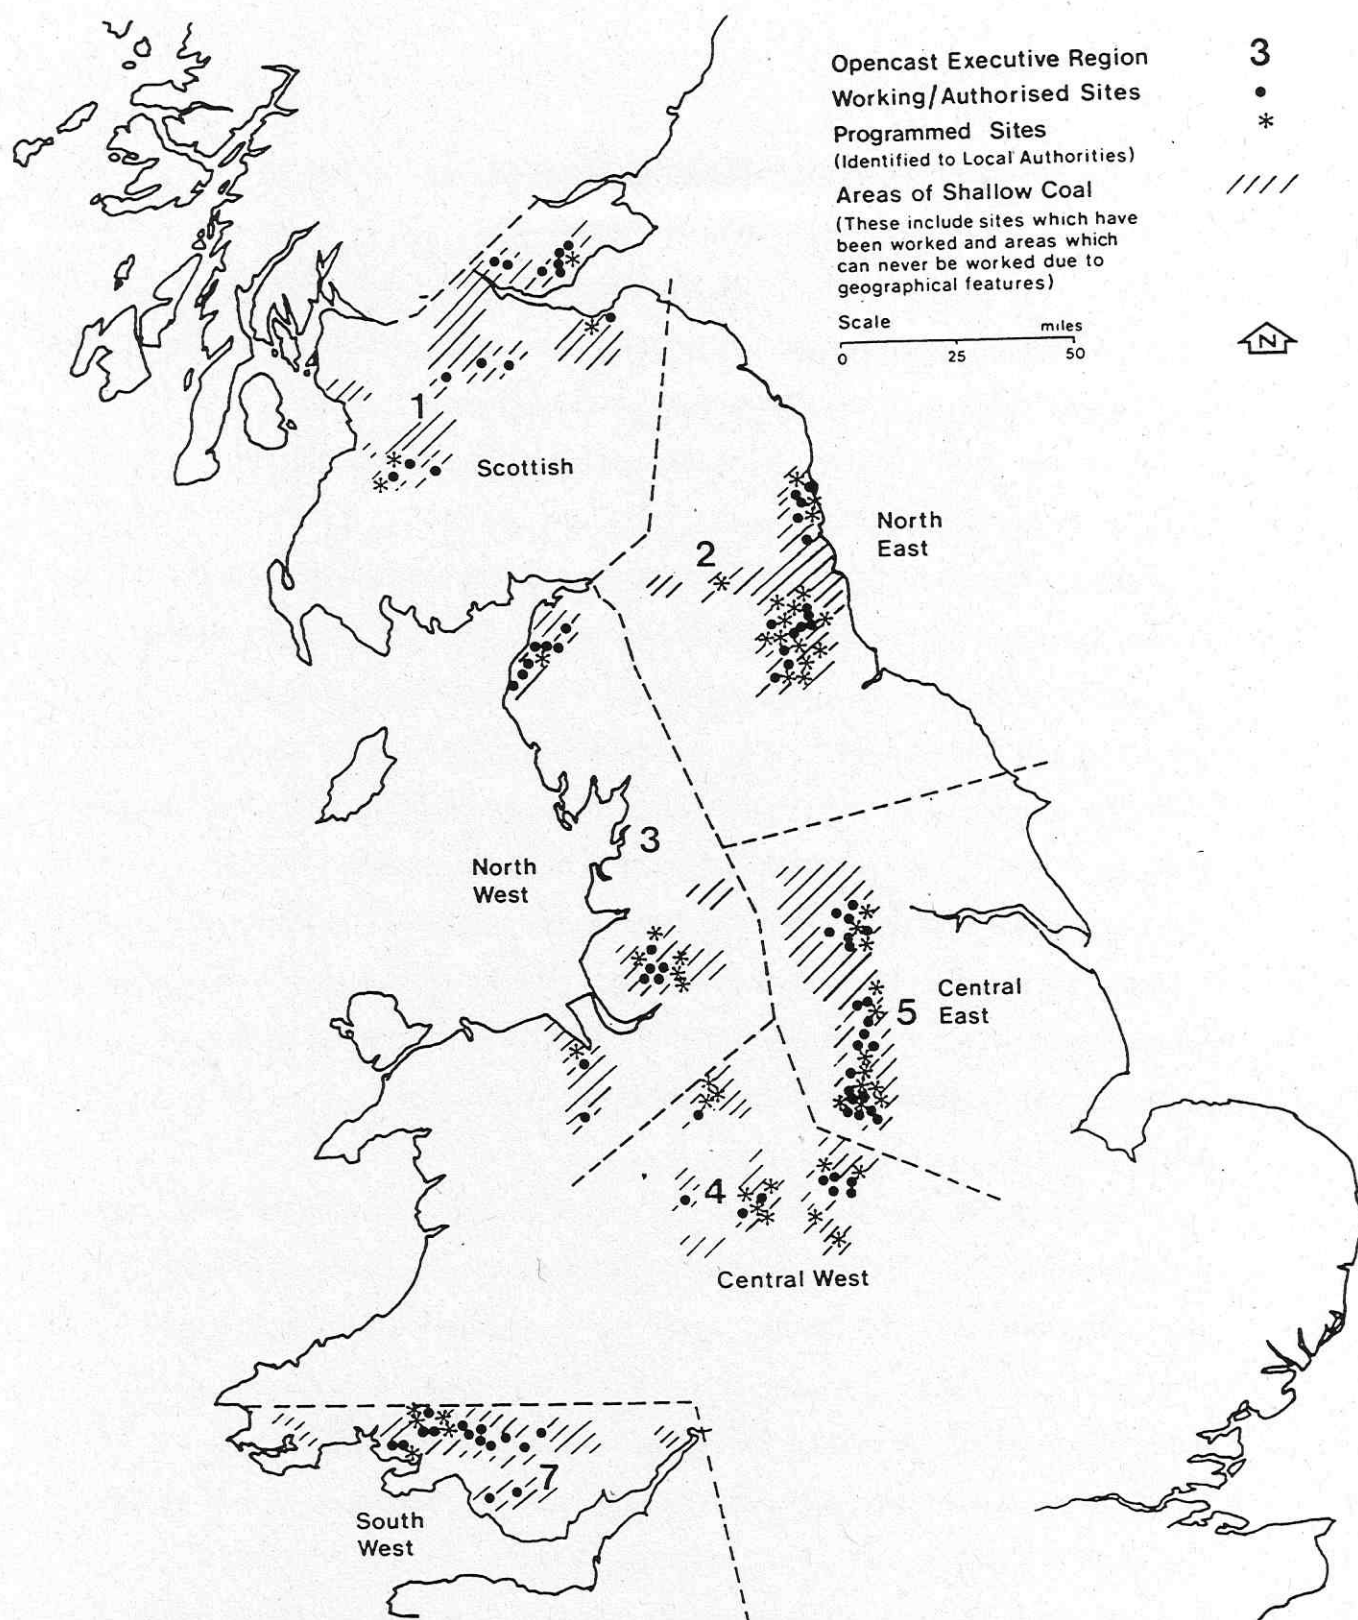 Opencast Executive Region 3
Working/Authorised Sites
Programmed Sites
(Identified to Local Authorities)
Areas of Shallow Coal
(These include sites which have
been worked and areas which
can never be worked due to
geographical features)
Scale miles
0 25 50
N
1
Scottish
2
North
East
3
North
West
5
Central
East
4
Central West
7
South
West